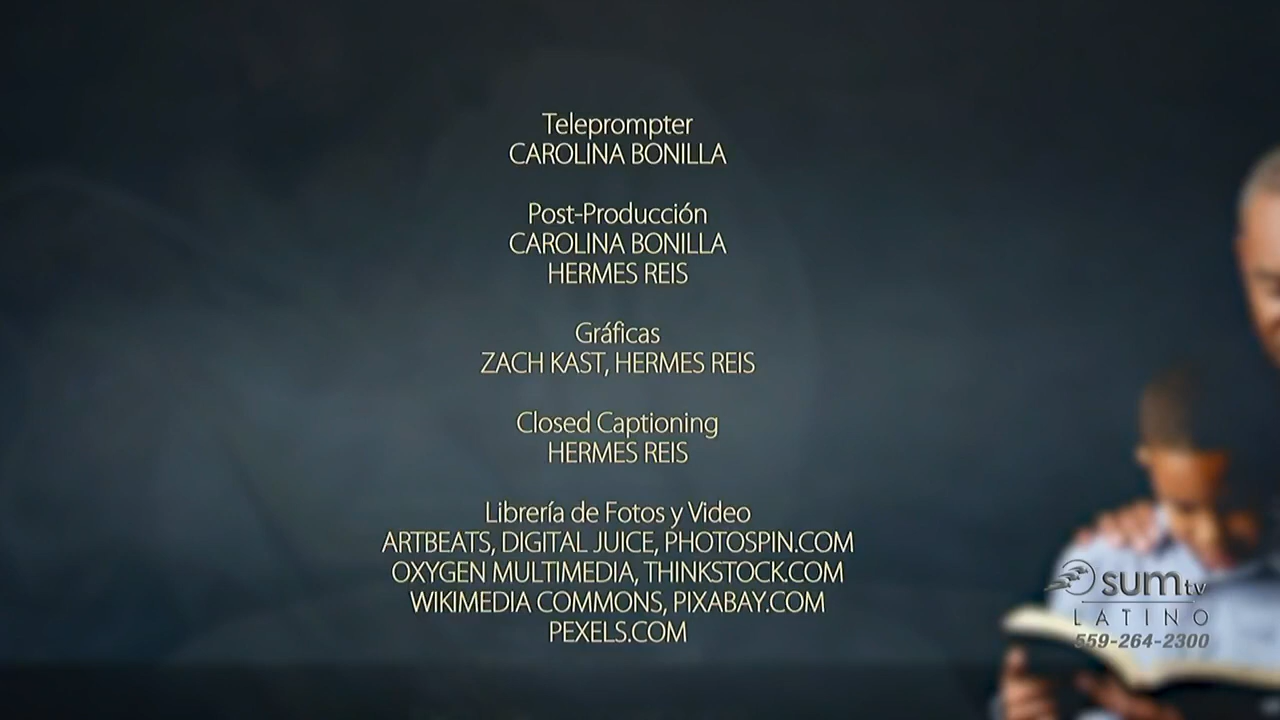 Teleprompter
CAROLINA BONILLA
Post-Producción
CAROLINA BONILLA
HERMES REIS
Gráficas
ZACH KAST, HERMES REIS
Closed Captioning
HERMES REIS
Librería de Fotos y Video
ARTBEATS, DIGITAL JUICE, PHOTOSPIN.COM
OXYGEN MULTIMEDIA, THINKSTOCK.COM
WIKIMEDIA COMMONS, PIXABAY.COM
PEXELS.COM
sumtv
LATINO
559-264-2300